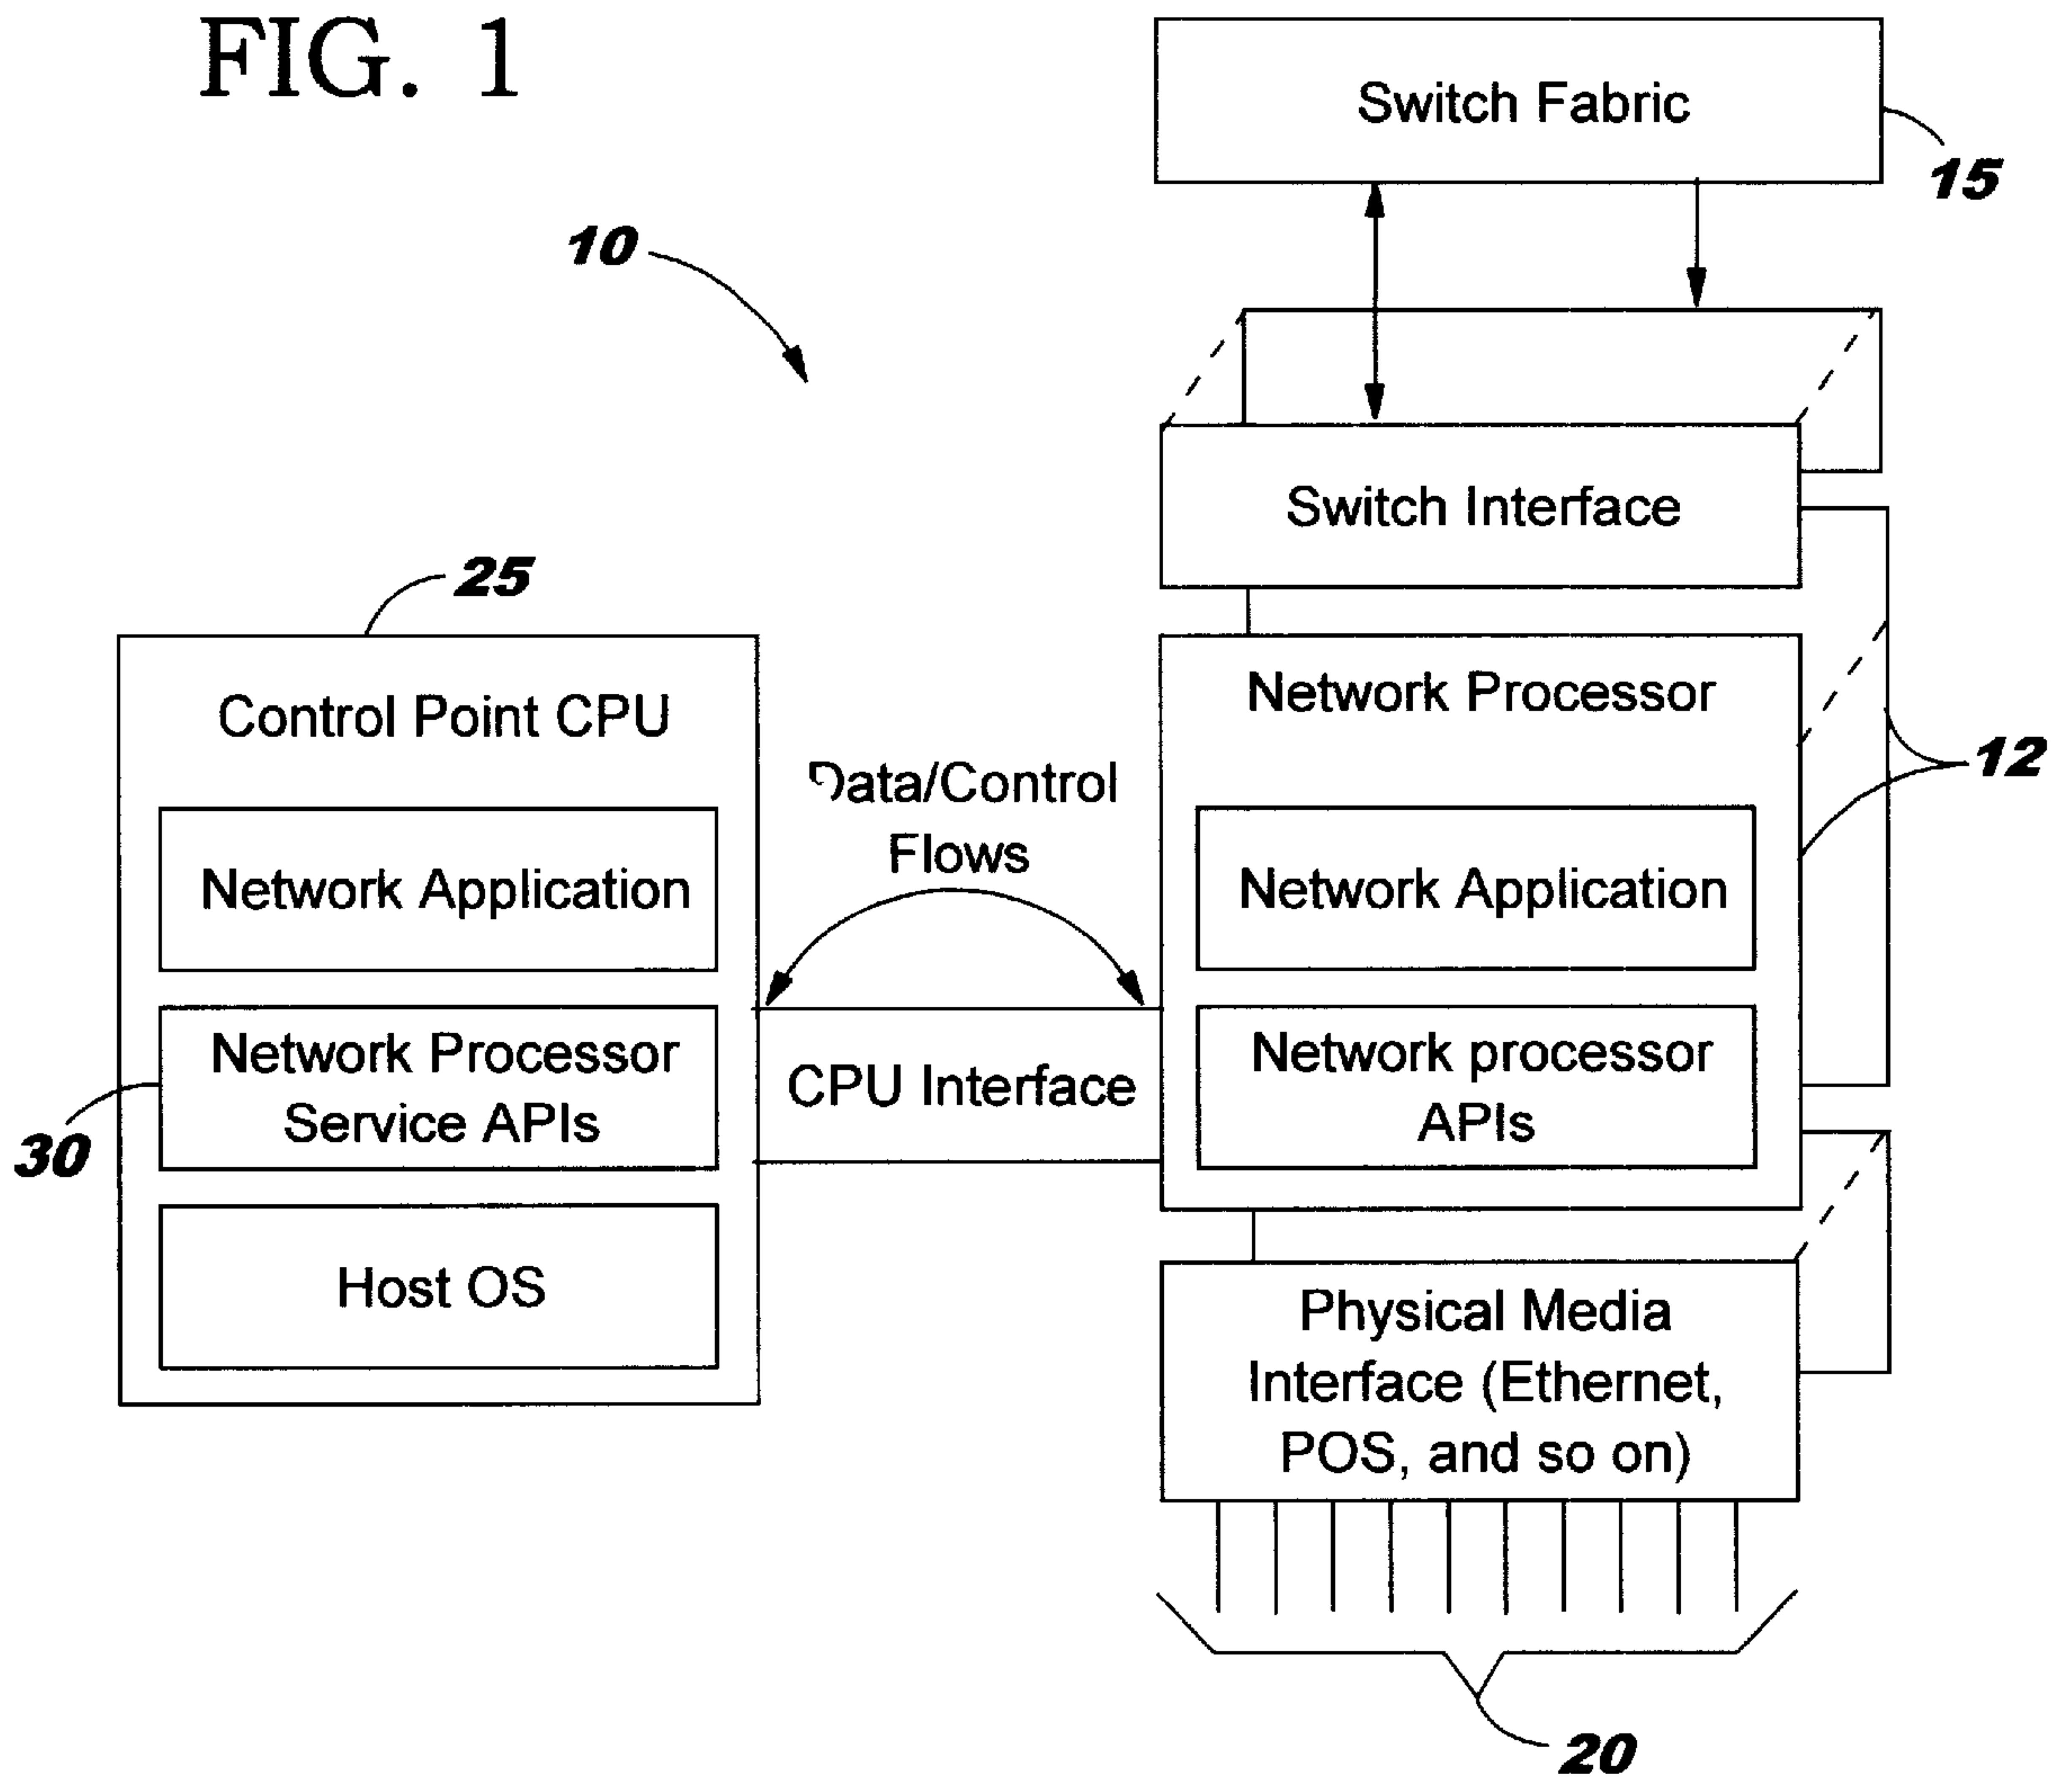 FIG. 1
Switch Fabric
15
10
Switch Interface
25
Control Point CPU
Network Processor
12
Data/Control
Flows
Network Application
Network Application
Network Processor
Service APIs
30
CPU Interface
Network processor
APIs
Host OS
Physical Media
Interface (Ethernet,
POS, and so on)
20